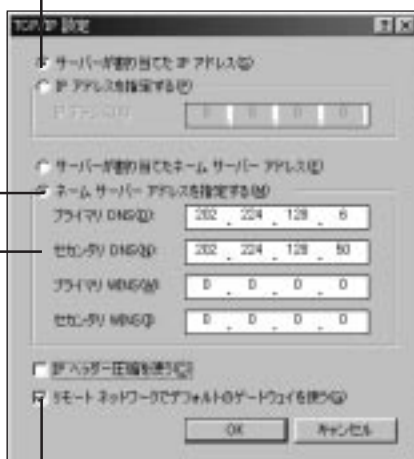 TCP/IP 設定
サーバーが割り当てた IP アドレス(S)
IP アドレスを指定する(P)
IP アドレス(A): 0 . 0 . 0 . 0
サーバーが割り当てたネーム サーバー アドレス(E)
ネーム サーバー アドレスを指定する(M)
プライマリ DNS(D): 202 . 224 . 128 . 6
セカンダリ DNS(N): 202 . 224 . 128 . 50
プライマリ WINS(W): 0 . 0 . 0 . 0
セカンダリ WINS(I): 0 . 0 . 0 . 0
IP ヘッダー圧縮を使う(C)
リモート ネットワークでデフォルトのゲートウェイを使う(G)
OK キャンセル